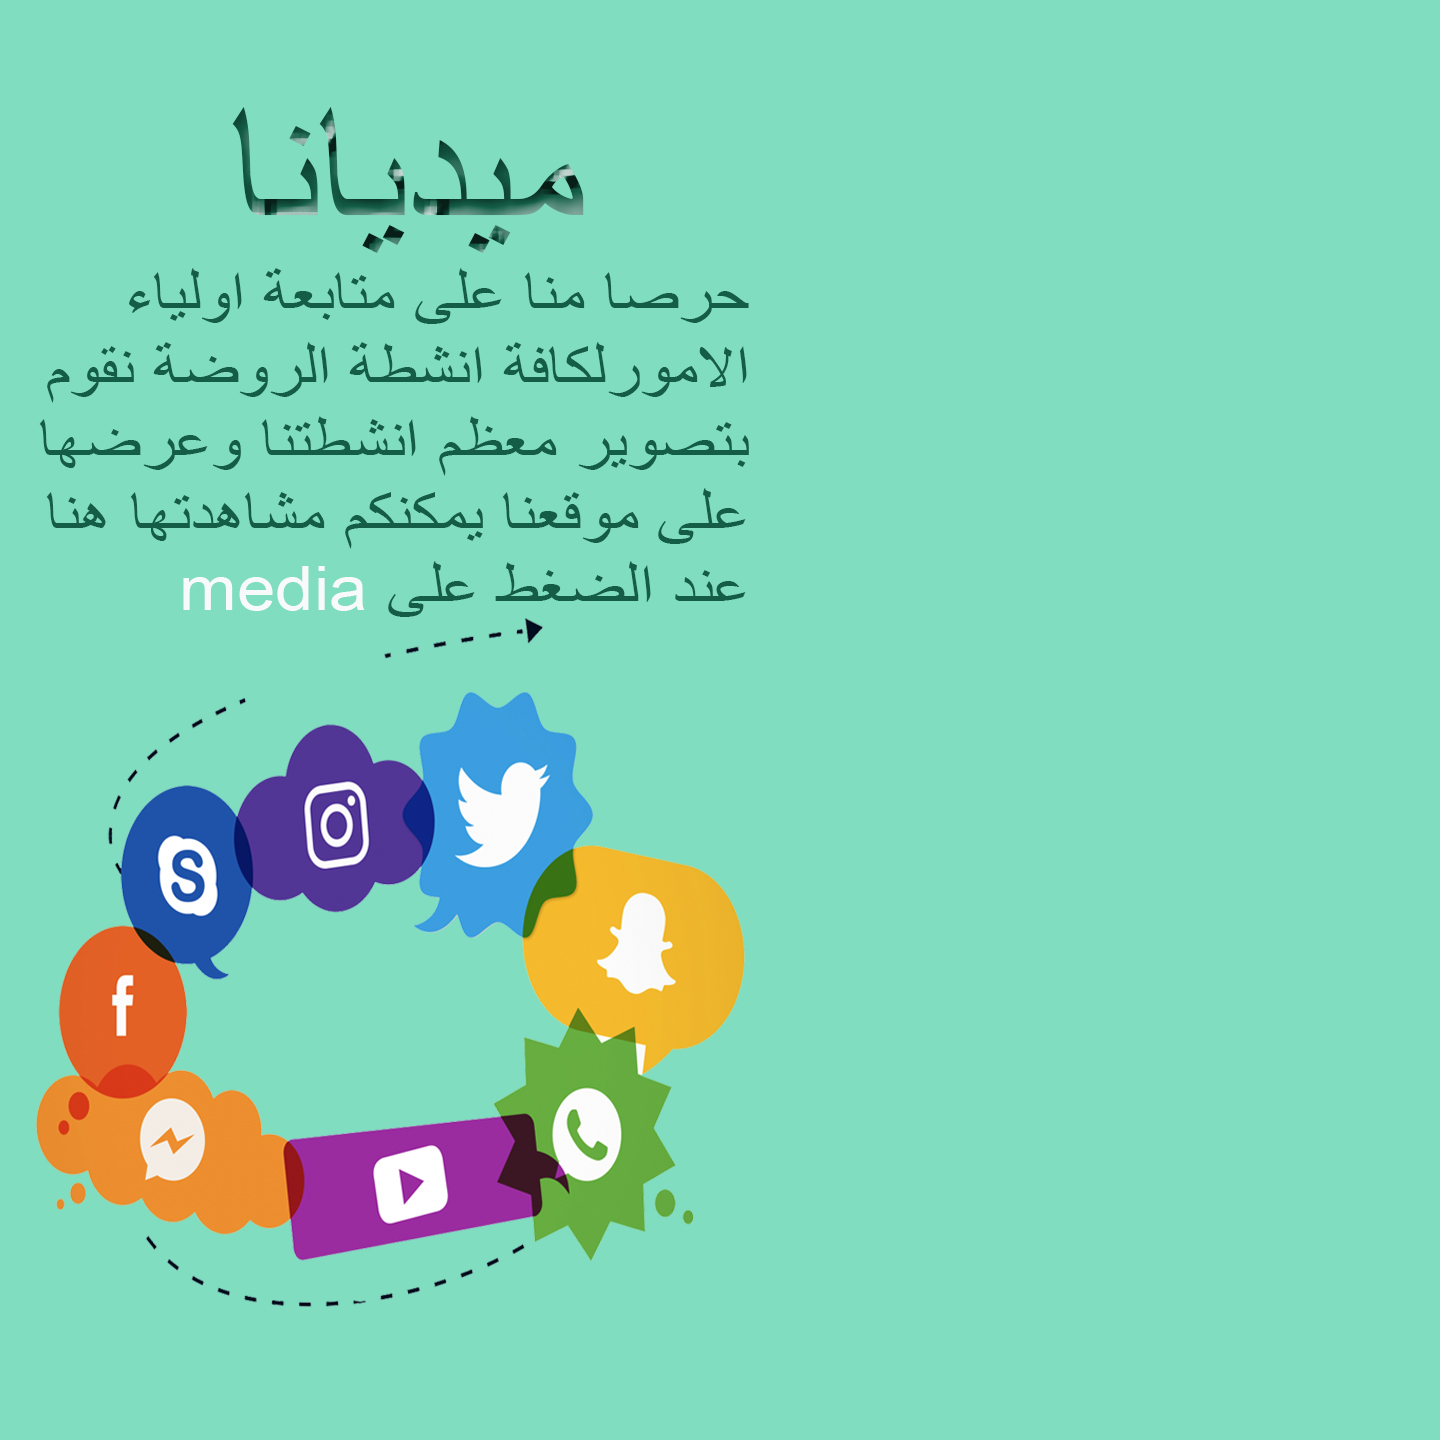 ميديانا
حرصا منا على متابعة اولياء
الامورلكافة انشطة الروضة نقوم
بتصوير معظم انشطتنا وعرضها
على موقعنا يمكنكم مشاهدتها هنا
عند الضغط على media